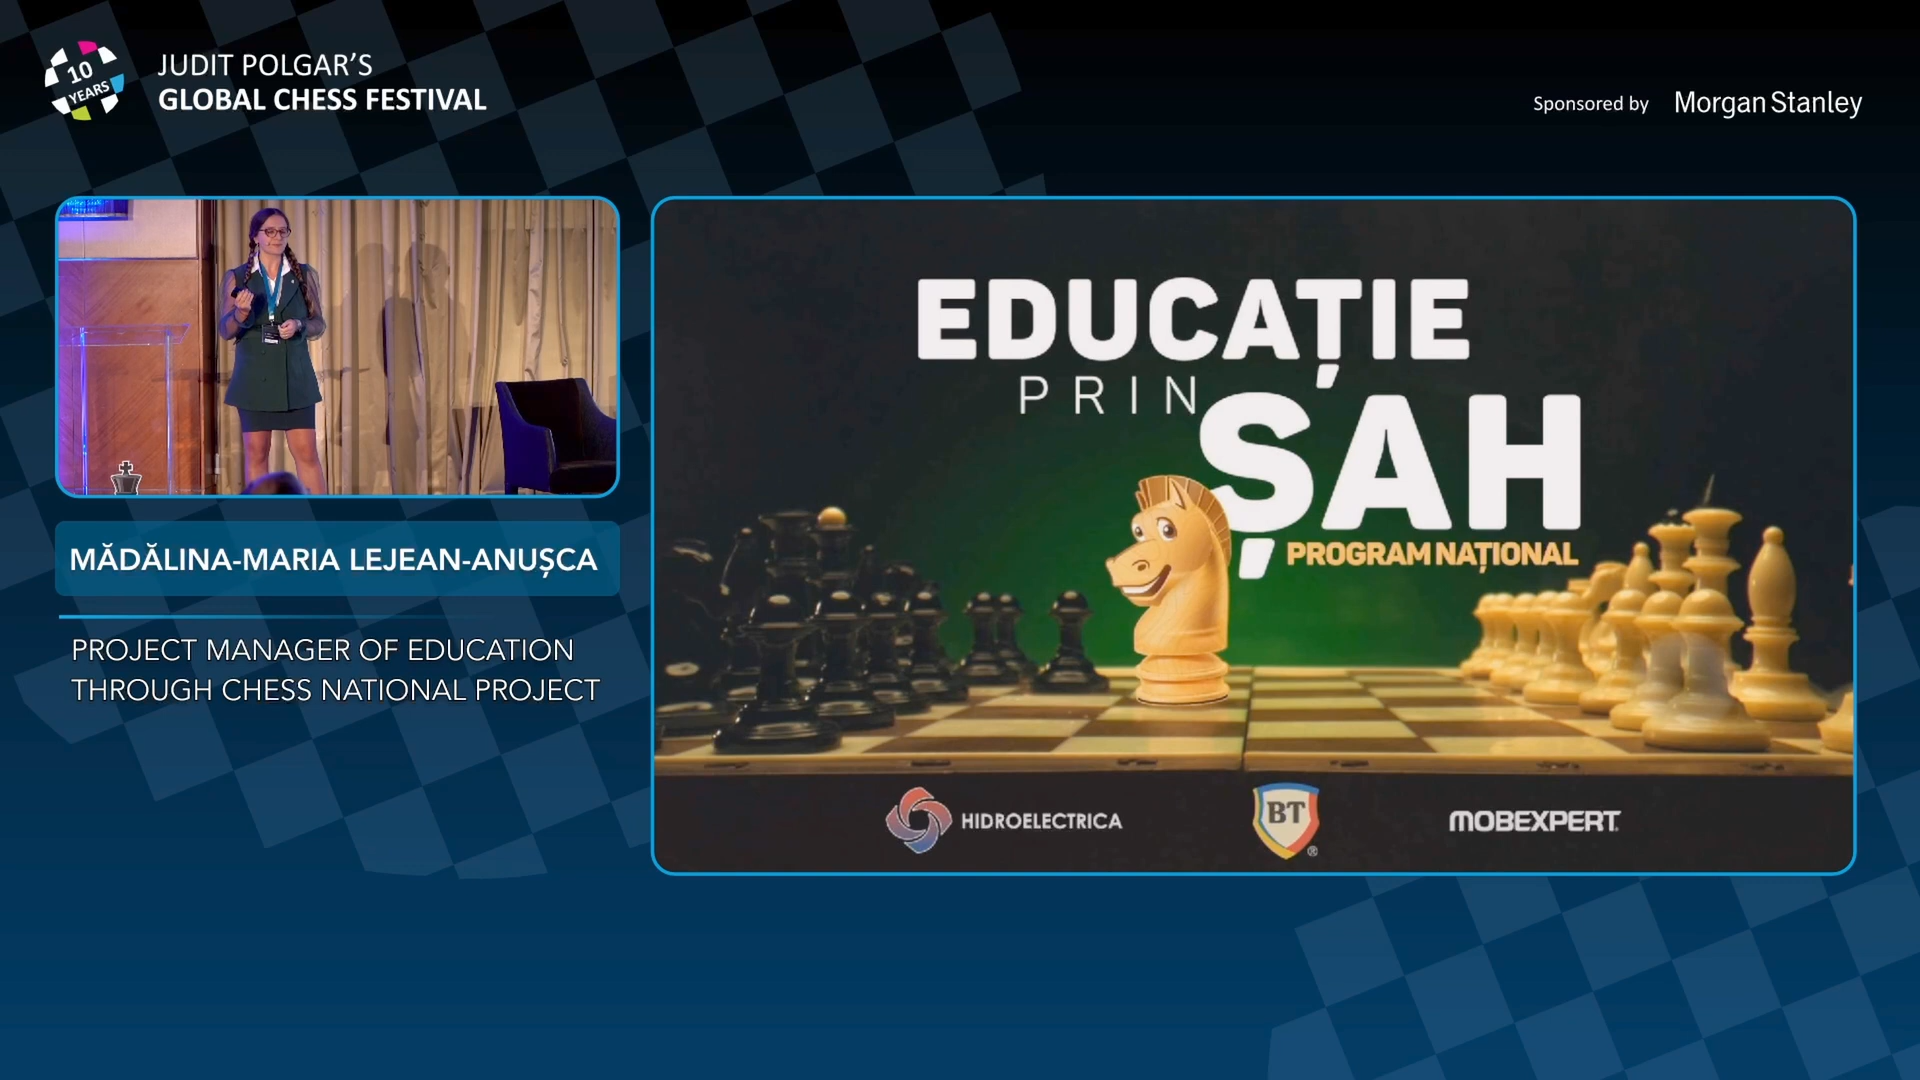 10
YEARS
JUDIT POLGAR'S
GLOBAL CHESS FESTIVAL
Sponsored by Morgan Stanley
MĂDĂLINA-MARIA LEJEAN-ANUȘCA
PROJECT MANAGER OF EDUCATION
THROUGH CHESS NATIONAL PROJECT
EDUCAȚIE
PRIN
ȘAH
PROGRAM NAȚIONAL
HIDROELECTRICA
BT ®
MOBEXPERT